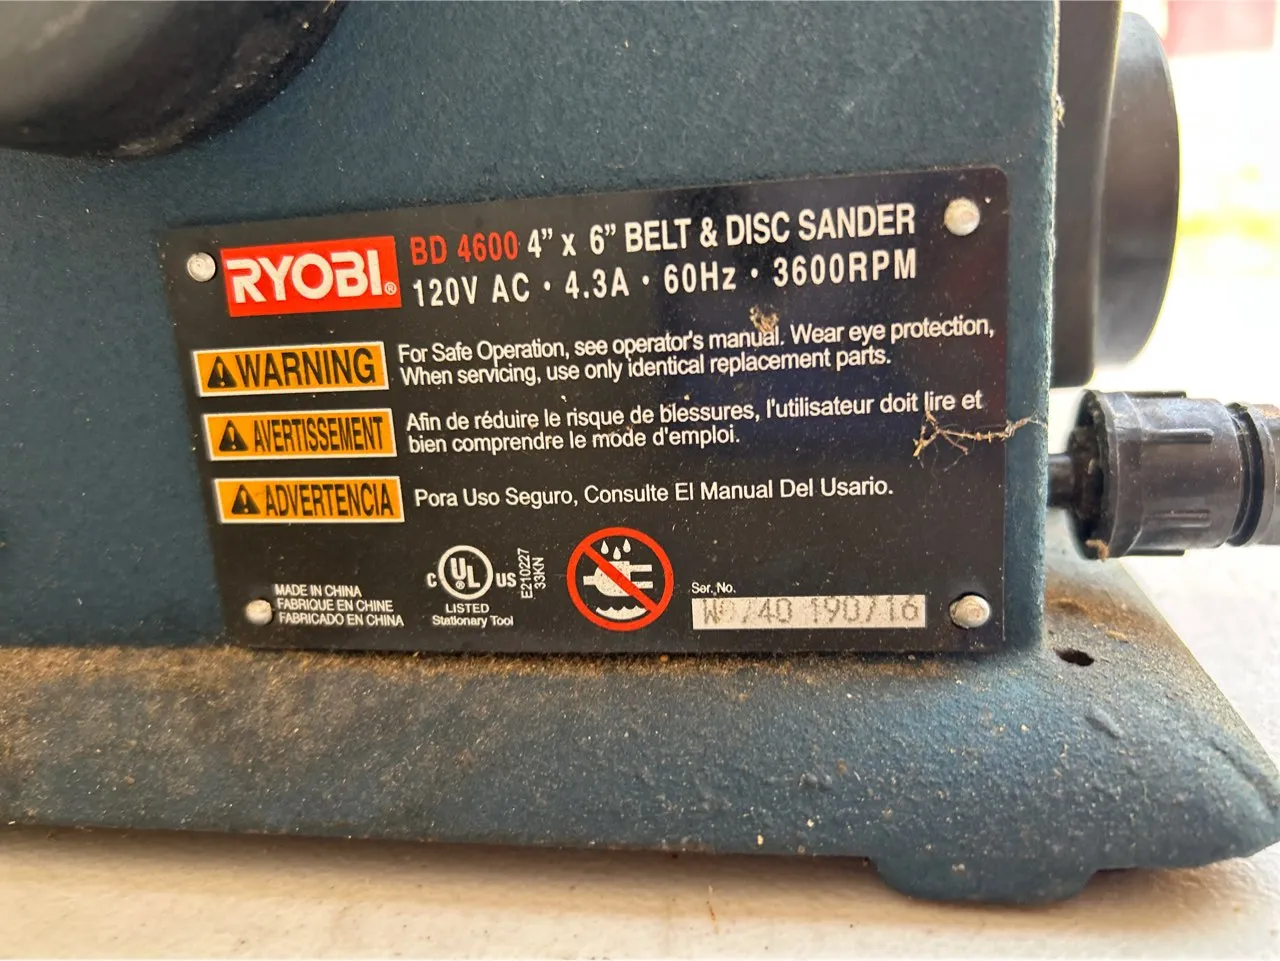 RYOBI®
BD 4600 4" x 6" BELT & DISC SANDER
120V AC · 4.3A · 60Hz · 3600RPM
WARNING
For Safe Operation, see operator's manual. Wear eye protection,
When servicing, use only identical replacement parts.
AVERTISSEMENT
Afin de réduire le risque de blessures, l'utilisateur doit lire et
bien comprendre le mode d'emploi.
ADVERTENCIA
Pora Uso Seguro, Consulte El Manual Del Usario.
MADE IN CHINA
FABRIQUE EN CHINE
FABRICADO EN CHINA
C UL® US
LISTED
Stationary Tool
E210227
33KN
Ser. No.